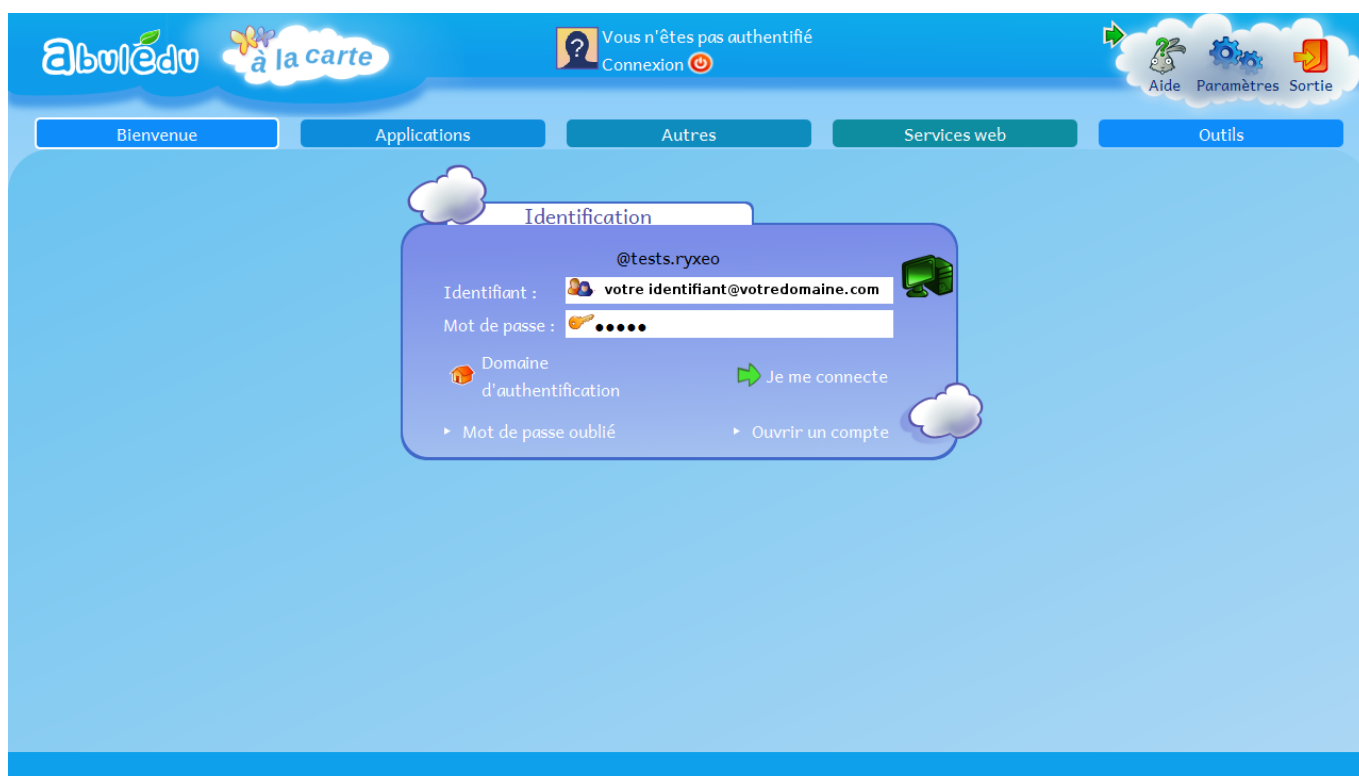 abulédu
à la carte
Vous n'êtes pas authentifié
Connexion
Aide Paramètres Sortie
Bienvenue
Applications
Autres
Services web
Outils
Identification
@tests.ryxeo
Identifiant :
votre identifiant@votredomaine.com
Mot de passe :
•••••
Domaine
d'authentification
Je me connecte
Mot de passe oublié
Ouvrir un compte